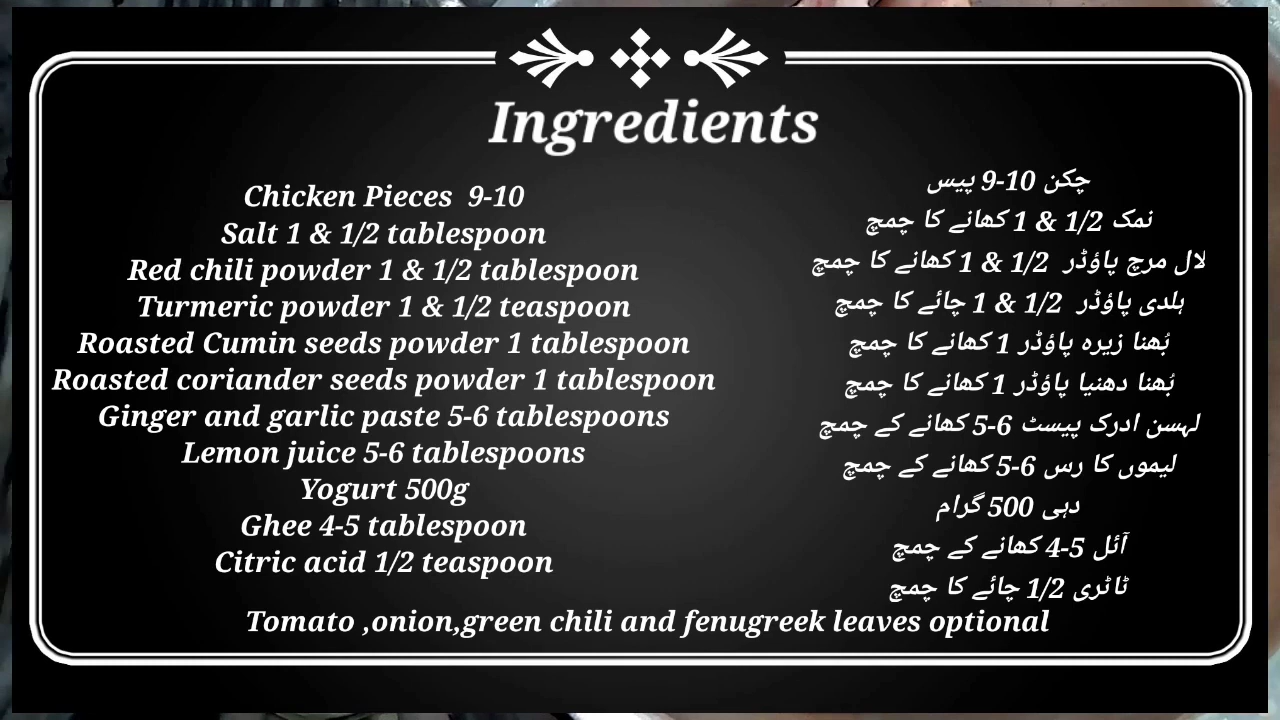 Ingredients
Chicken Pieces 9-10
Salt 1 & 1/2 tablespoon
Red chili powder 1 & 1/2 tablespoon
Turmeric powder 1 & 1/2 teaspoon
Roasted Cumin seeds powder 1 tablespoon
Roasted coriander seeds powder 1 tablespoon
Ginger and garlic paste 5-6 tablespoons
Lemon juice 5-6 tablespoons
Yogurt 500g
Ghee 4-5 tablespoon
Citric acid 1/2 teaspoon
چکن 10-9 پیس
نمک 1/2 & 1 کھانے کا چمچ
لال مرچ پاؤڈر 1/2 & 1 کھانے کا چمچ
ہلدی پاؤڈر 1/2 & 1 چائے کا چمچ
بُھنا زیرہ پاؤڈر 1 کھانے کا چمچ
بُھنا دھنیا پاؤڈر 1 کھانے کا چمچ
لہسن ادرک پیسٹ 6-5 کھانے کے چمچ
لیموں کا رس 6-5 کھانے کے چمچ
دہی 500 گرام
آئل 5-4 کھانے کے چمچ
ٹاٹری 1/2 چائے کا چمچ
Tomato ,onion,green chili and fenugreek leaves optional